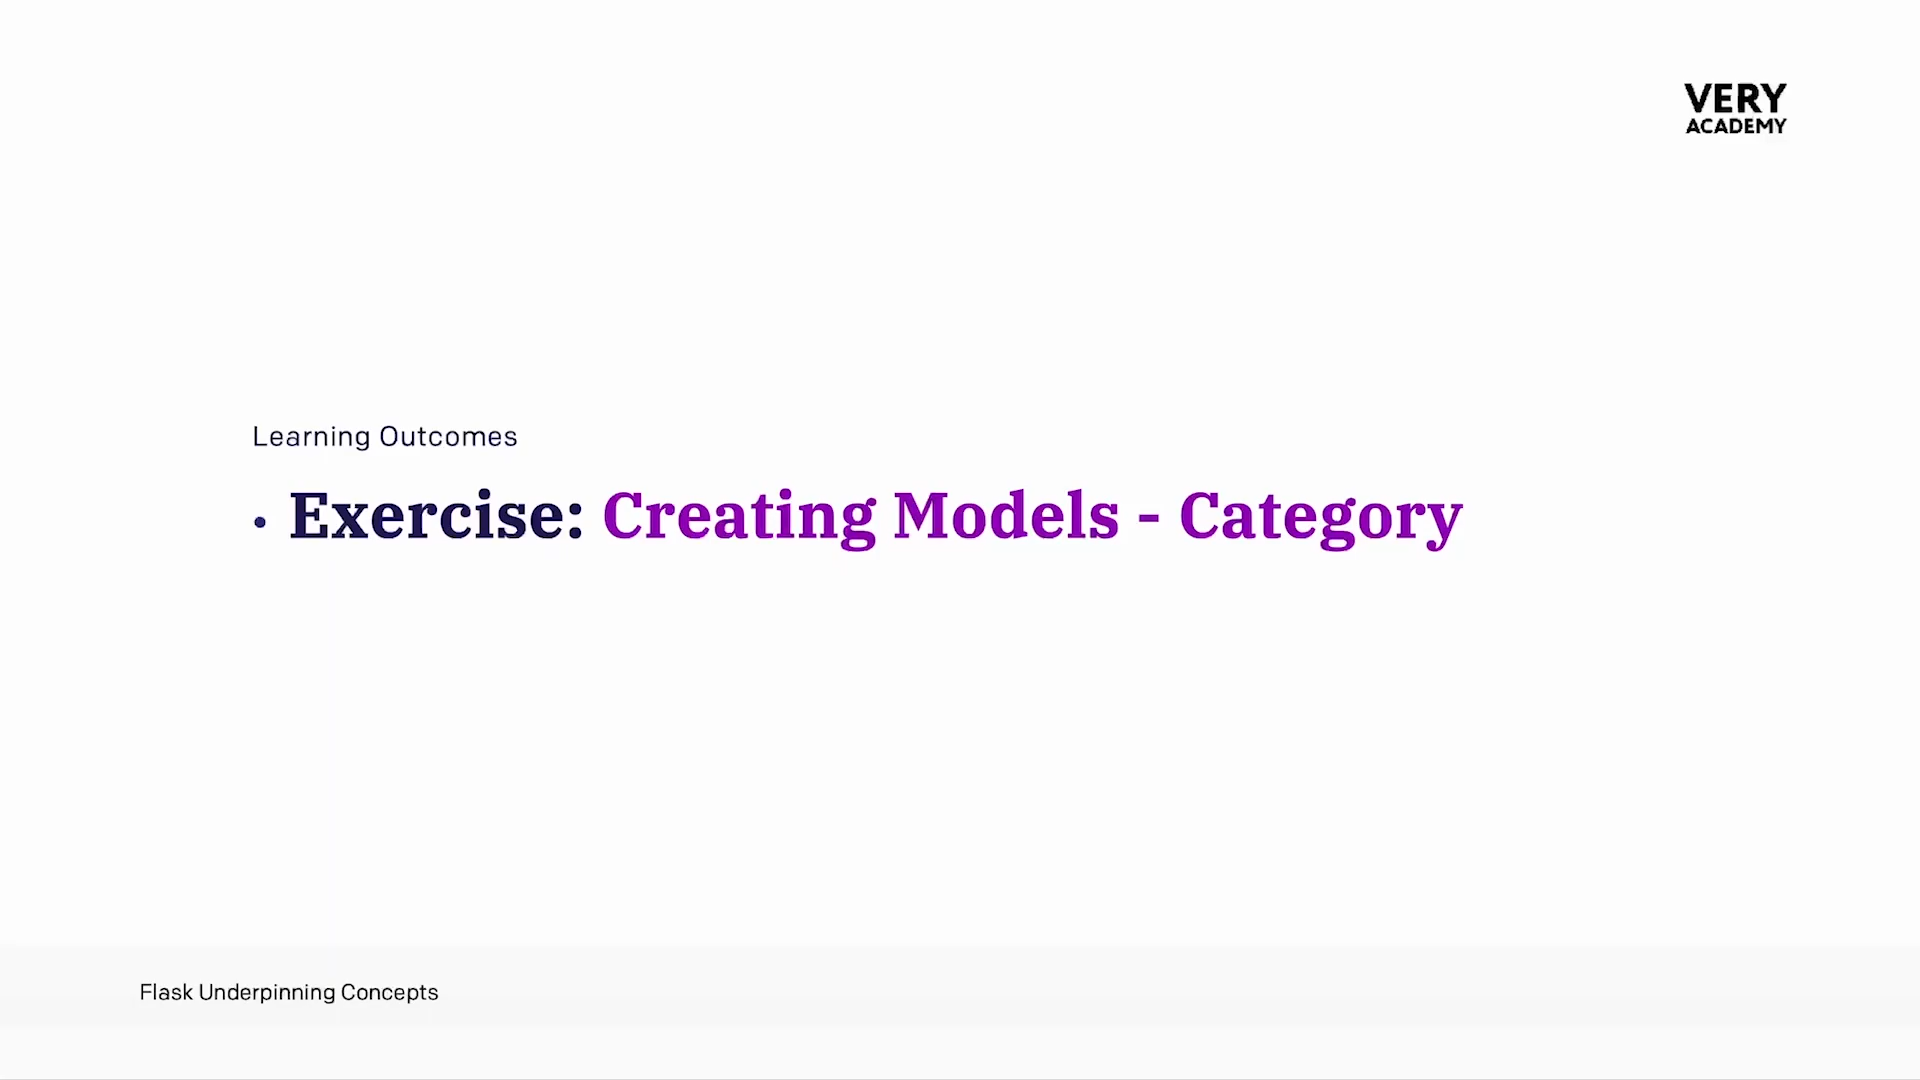 VERY
ACADEMY
Learning Outcomes
• Exercise: Creating Models - Category
Flask Underpinning Concepts